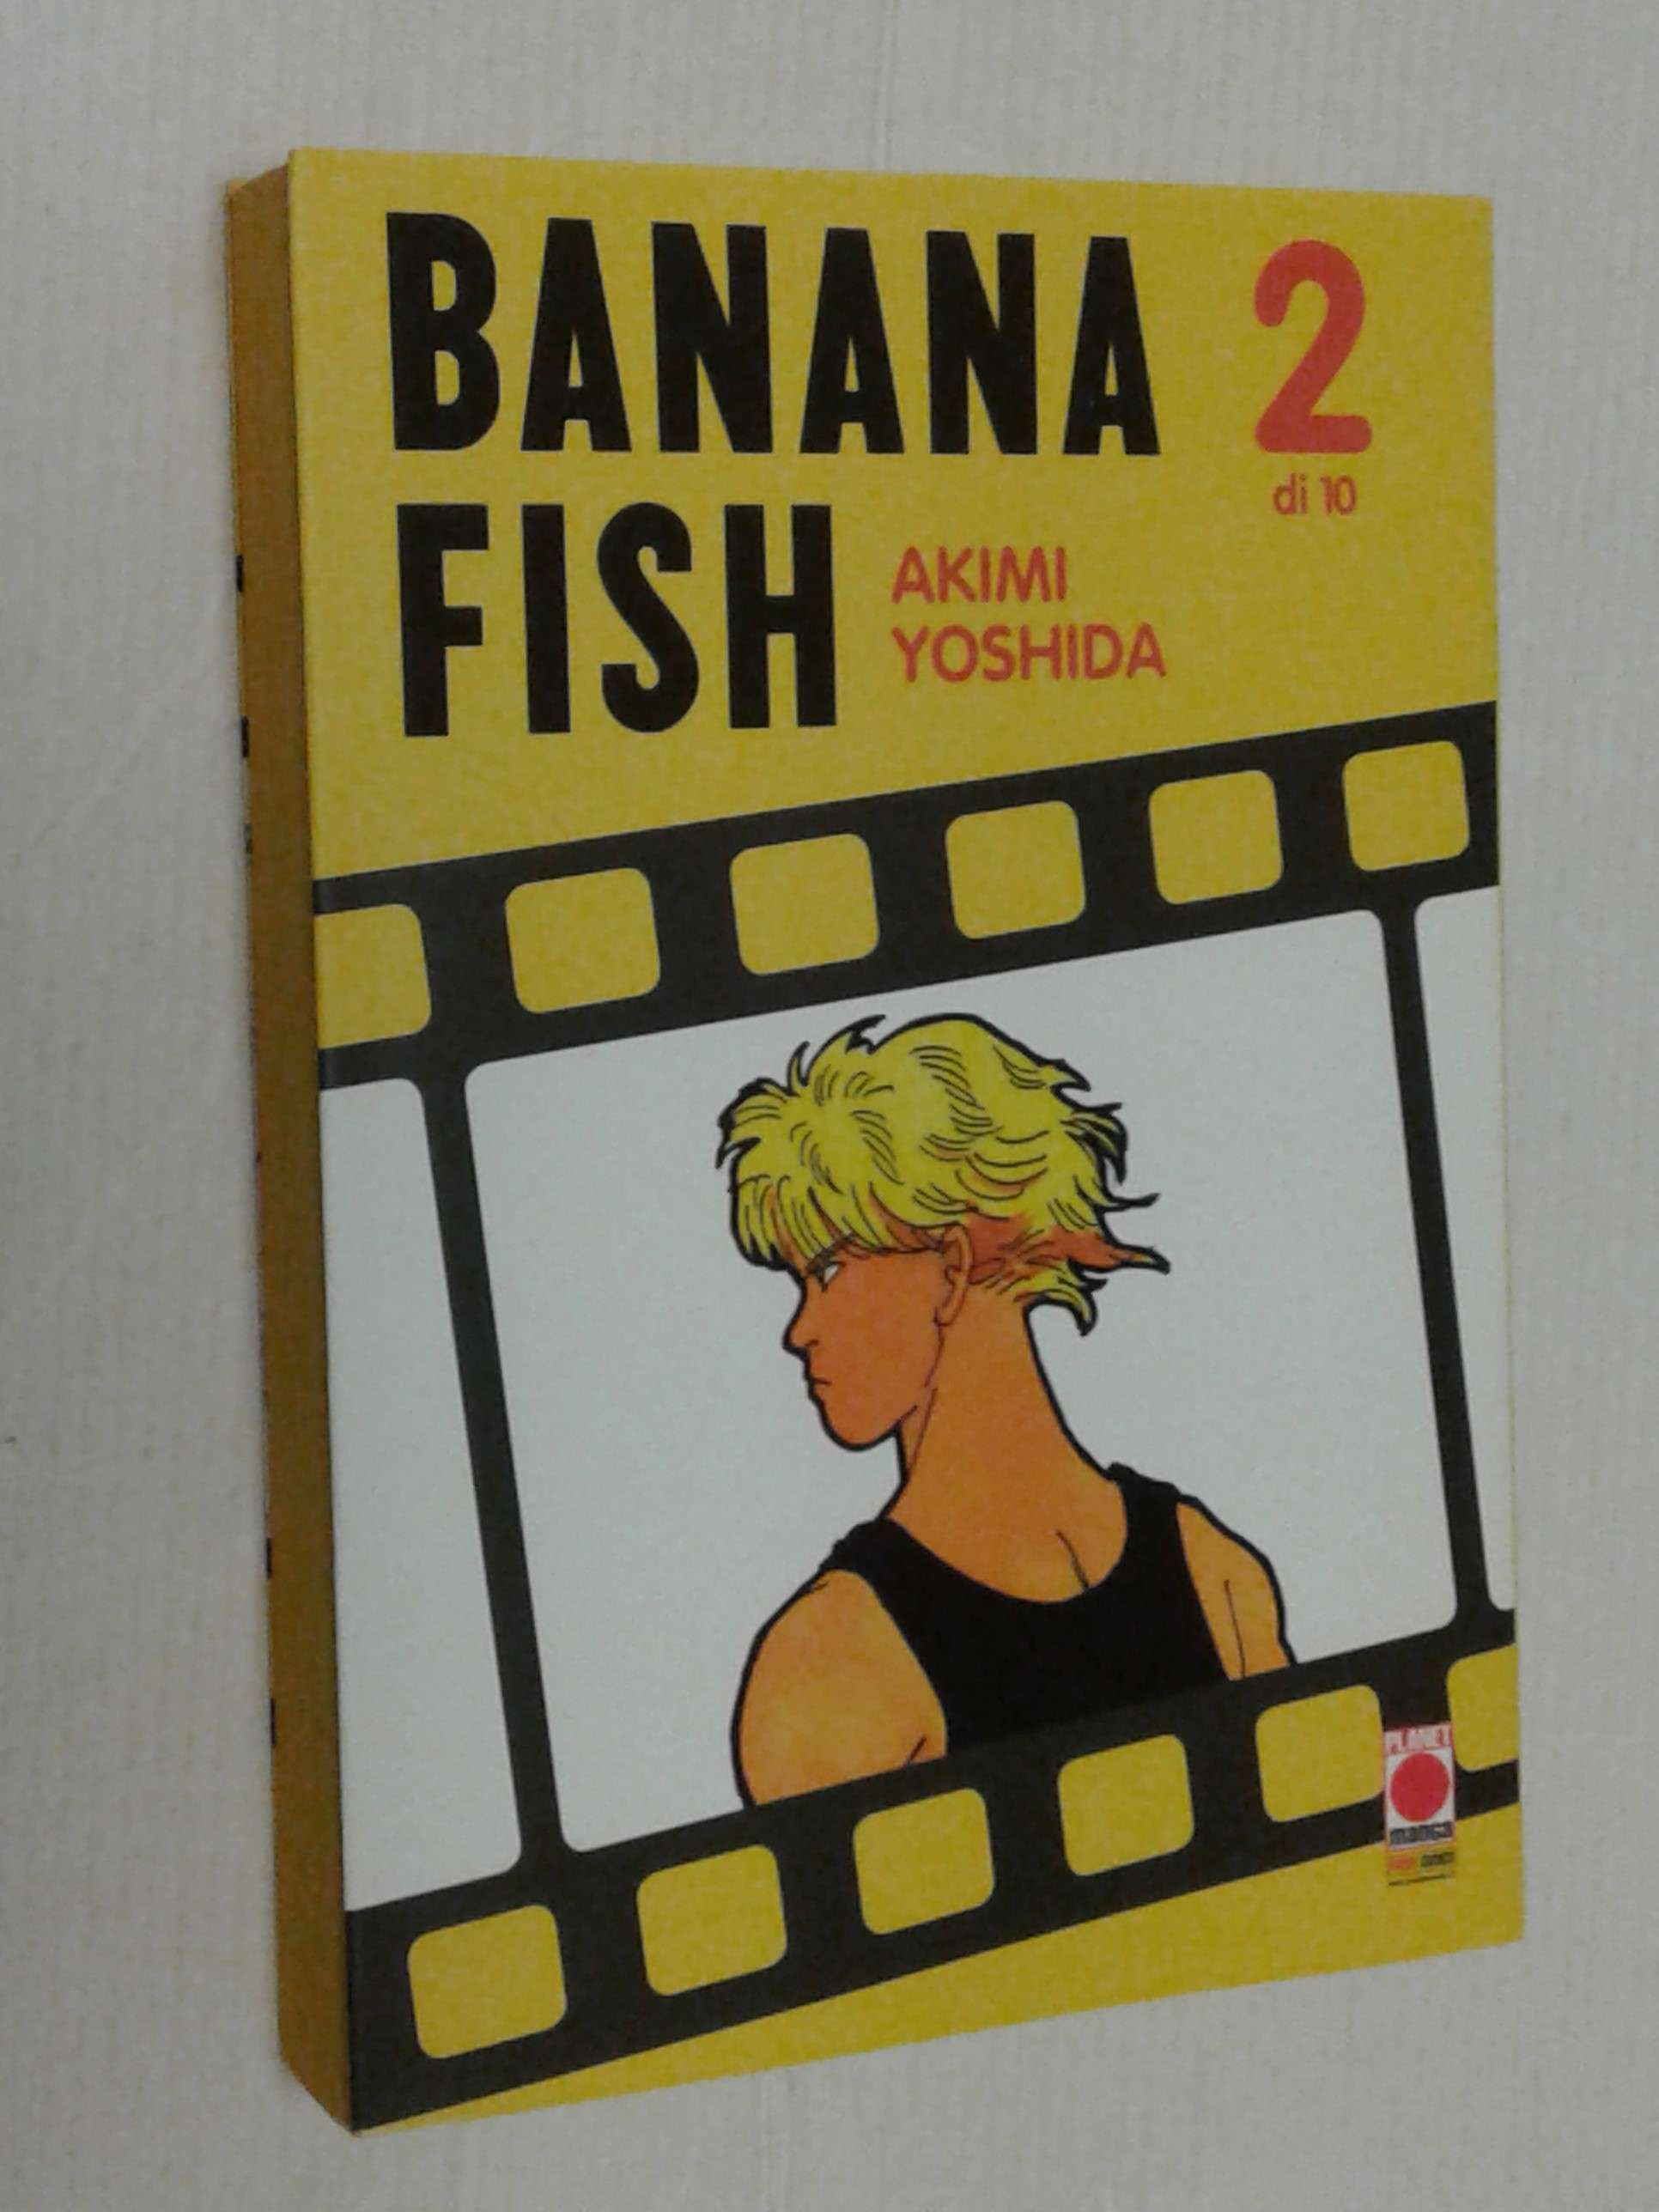 BANANA
FISH
2
di 10
AKIMI
YOSHIDA
PLANET
manga